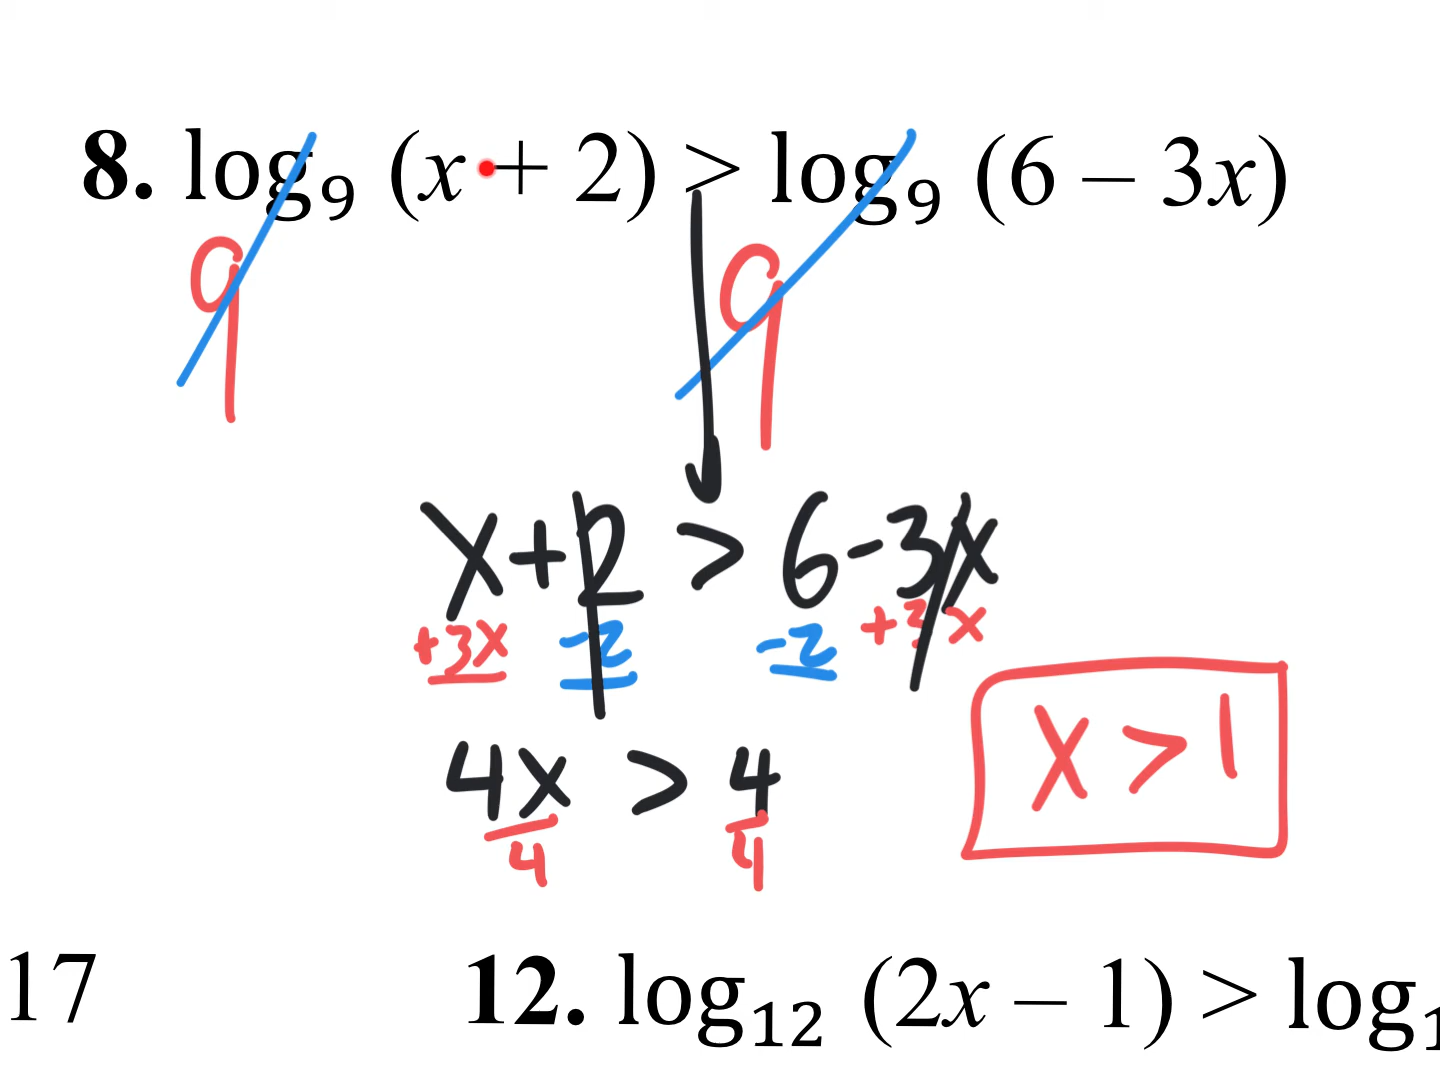 8. log₉ (x + 2) > log₉ (6 – 3x)
9 9
x+2 > 6-3x
+3x -2 -2 +3x
4x > 4
4 4
x > 1
17
12. log₁₂ (2x – 1) > log₁